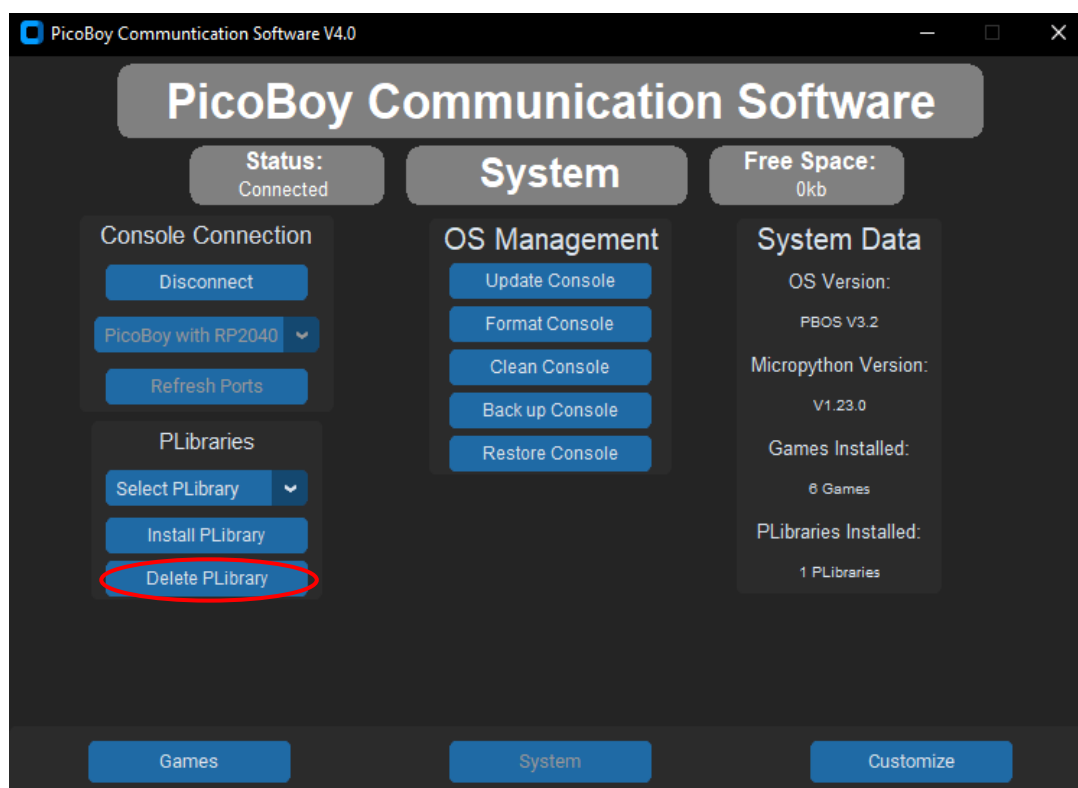 PicoBoy Communtication Software V4.0
PicoBoy Communication Software
Status:
Connected
System
Free Space:
0kb
Console Connection
Disconnect
PicoBoy with RP2040
Refresh Ports
PLibraries
Select PLibrary
Install PLibrary
Delete PLibrary
OS Management
Update Console
Format Console
Clean Console
Back up Console
Restore Console
System Data
OS Version:
PBOS V3.2
Micropython Version:
V1.23.0
Games Installed:
6 Games
PLibraries Installed:
1 PLibraries
Games
System
Customize